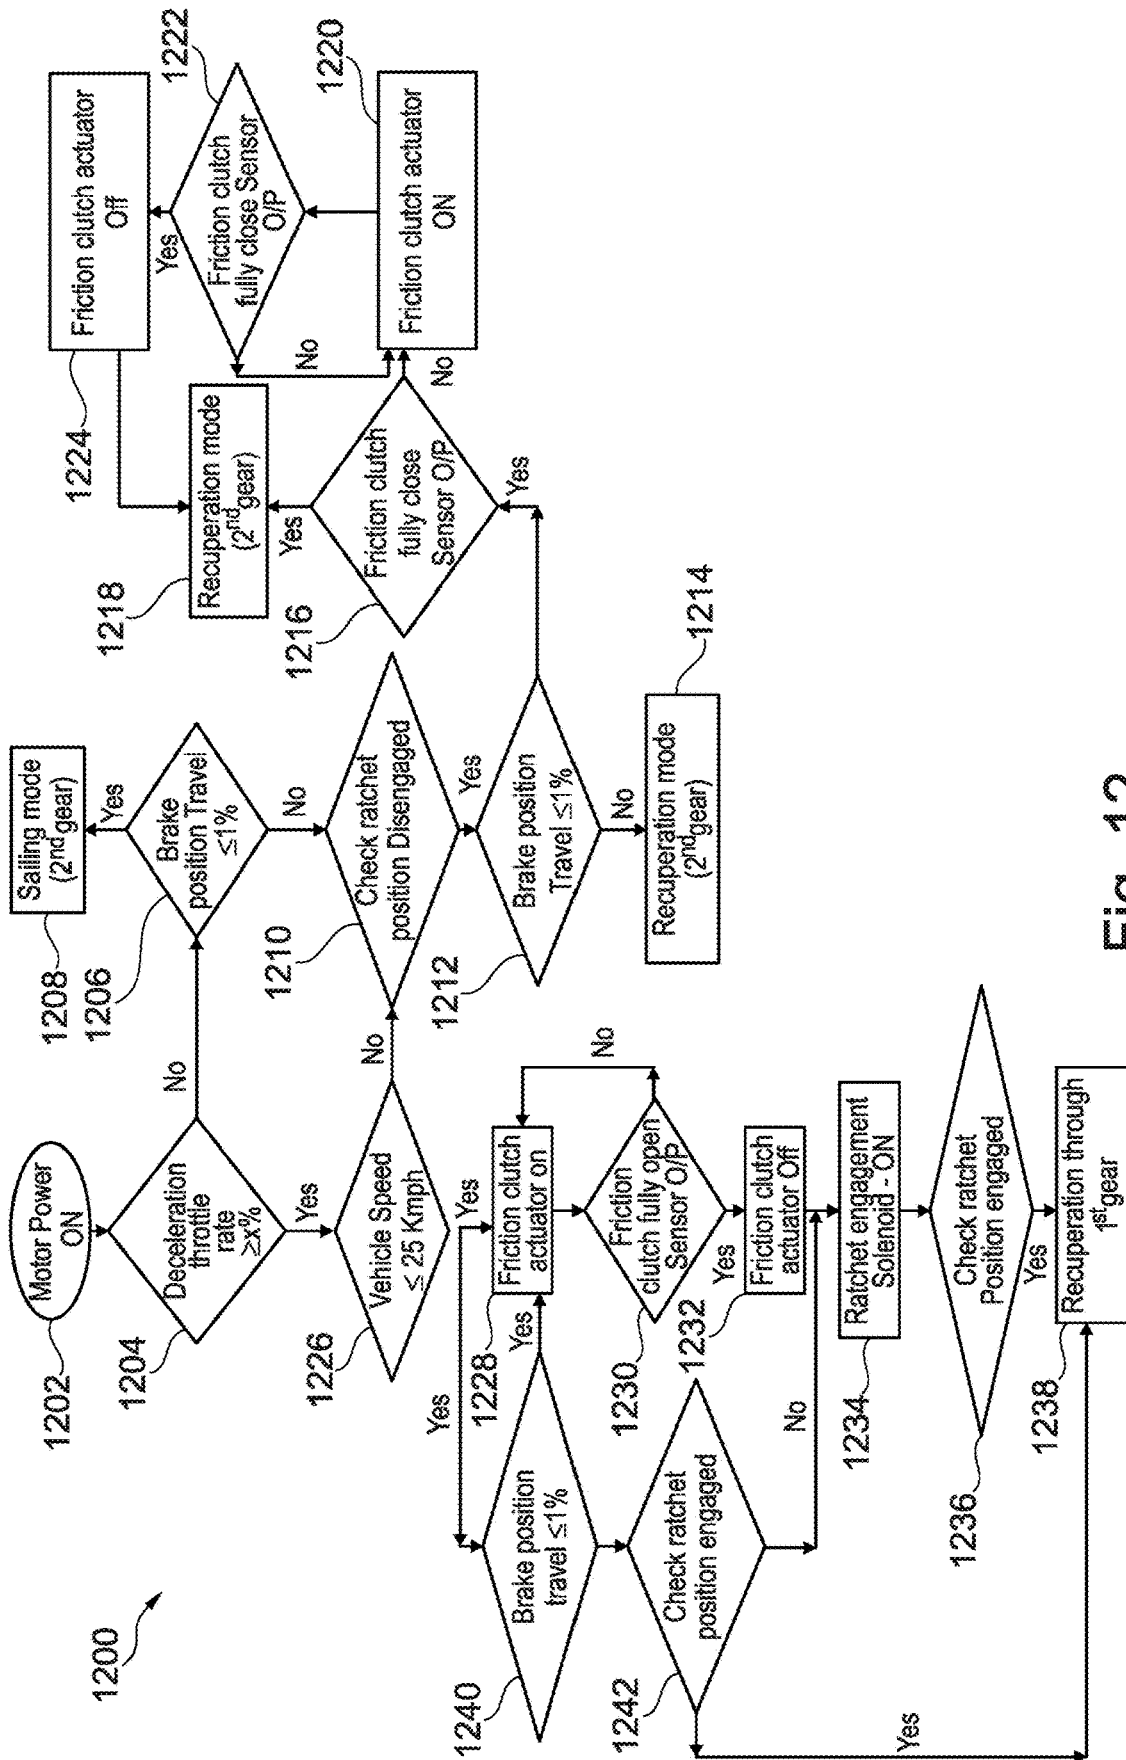 1200
Motor Power
ON
1202
Deceleration
throttle
rate
≥x%
1204
No
Yes
Brake
position Travel
≤1%
1206
Yes
No
Sailing mode
(2nd gear)
1208
Vehicle Speed
≤ 25 Kmph
1226
No
Yes
Yes
Check ratchet
position Disengaged
1210
Yes
Brake position
Travel ≤1%
1212
Yes
No
Recuperation mode
(2nd gear)
1214
Friction clutch
fully close
Sensor O/P
1216
Yes
No
Recuperation mode
(2nd gear)
1218
Friction clutch actuator
ON
1220
Friction clutch
fully close Sensor
O/P
1222
Yes
No
Friction clutch actuator
Off
1224
Friction clutch
actuator on
1228
Friction
clutch fully open
Sensor O/P
1230
No
Yes
Friction clutch
actuator Off
1232
Ratchet engagement
Solenoid - ON
1234
Check ratchet
Position engaged
1236
Yes
Recuperation through
1st gear
1238
Brake position
travel ≤1%
1240
Yes
Check ratchet
position engaged
1242
No
Yes